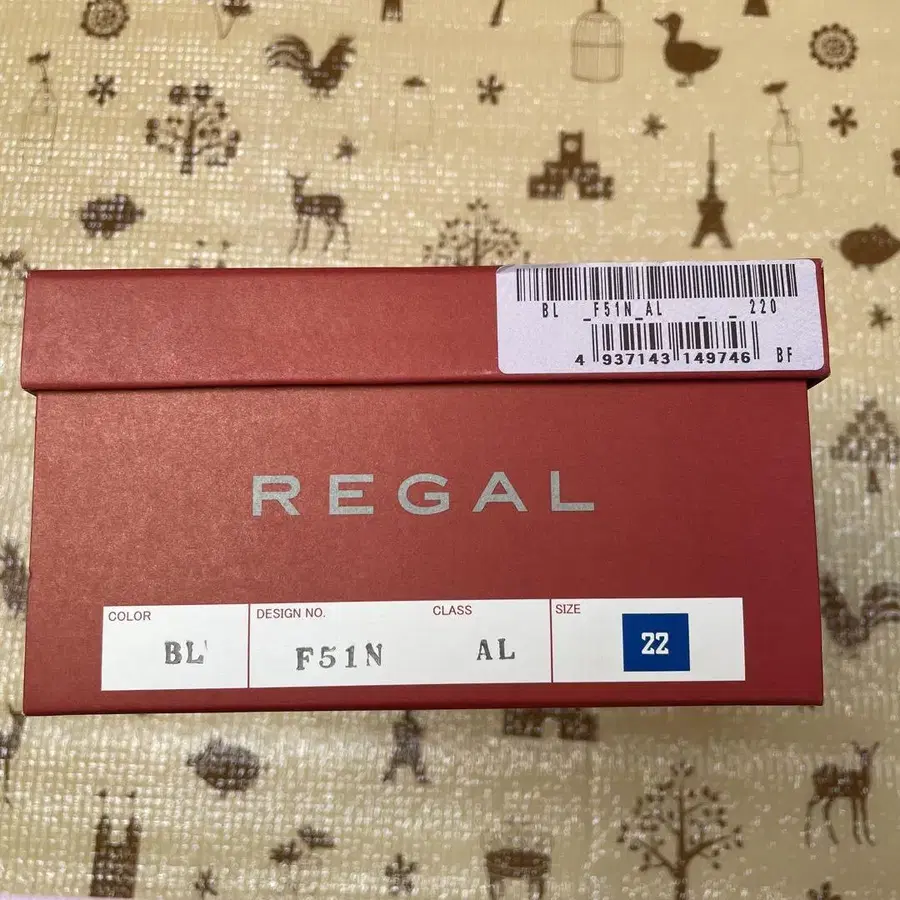 BL _F51N_AL _ _ 220
4 937143 149746 BF
REGAL
COLOR DESIGN NO. CLASS SIZE
BL F51N AL 22